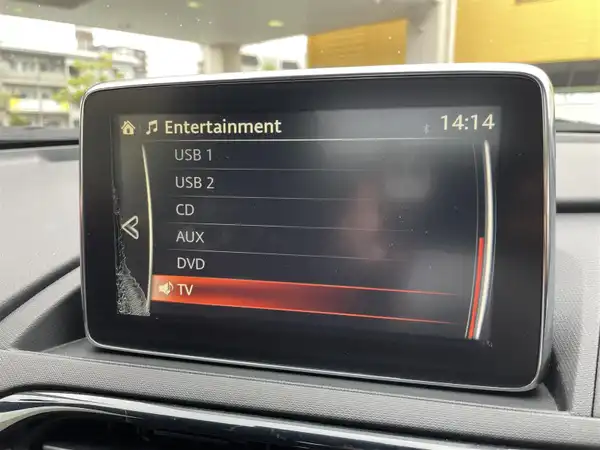 Entertainment
14:14
USB 1
USB 2
CD
AUX
DVD
TV